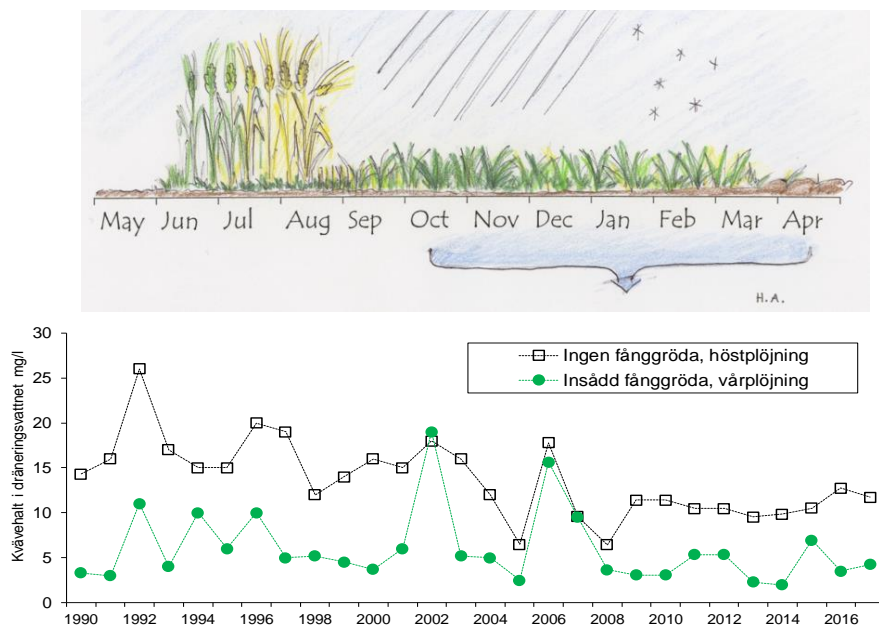 May Jun Jul Aug Sep Oct Nov Dec Jan Feb Mar Apr
H.A.
Kvävehalt i dräneringsvattnet mg/l
30
25
20
15
10
5
0
Ingen fånggröda, höstplöjning
Insådd fånggröda, vårplöjning
1990 1992 1994 1996 1998 2000 2002 2004 2006 2008 2010 2012 2014 2016